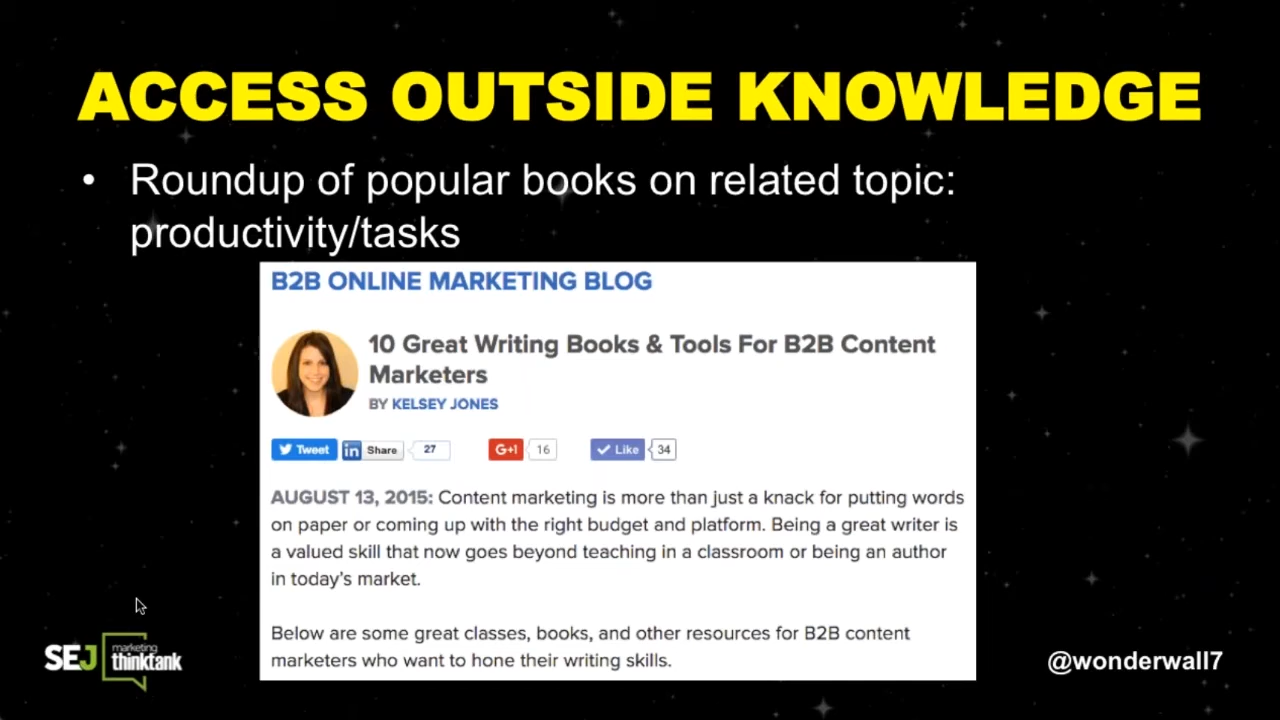 ACCESS OUTSIDE KNOWLEDGE
• Roundup of popular books on related topic:
productivity/tasks
B2B ONLINE MARKETING BLOG
10 Great Writing Books & Tools For B2B Content
Marketers
BY KELSEY JONES
Tweet in Share 27 G+1 16 Like 34
AUGUST 13, 2015: Content marketing is more than just a knack for putting words
on paper or coming up with the right budget and platform. Being a great writer is
a valued skill that now goes beyond teaching in a classroom or being an author
in today's market.
Below are some great classes, books, and other resources for B2B content
marketers who want to hone their writing skills.
SEJ marketing
thinktank
@wonderwall7